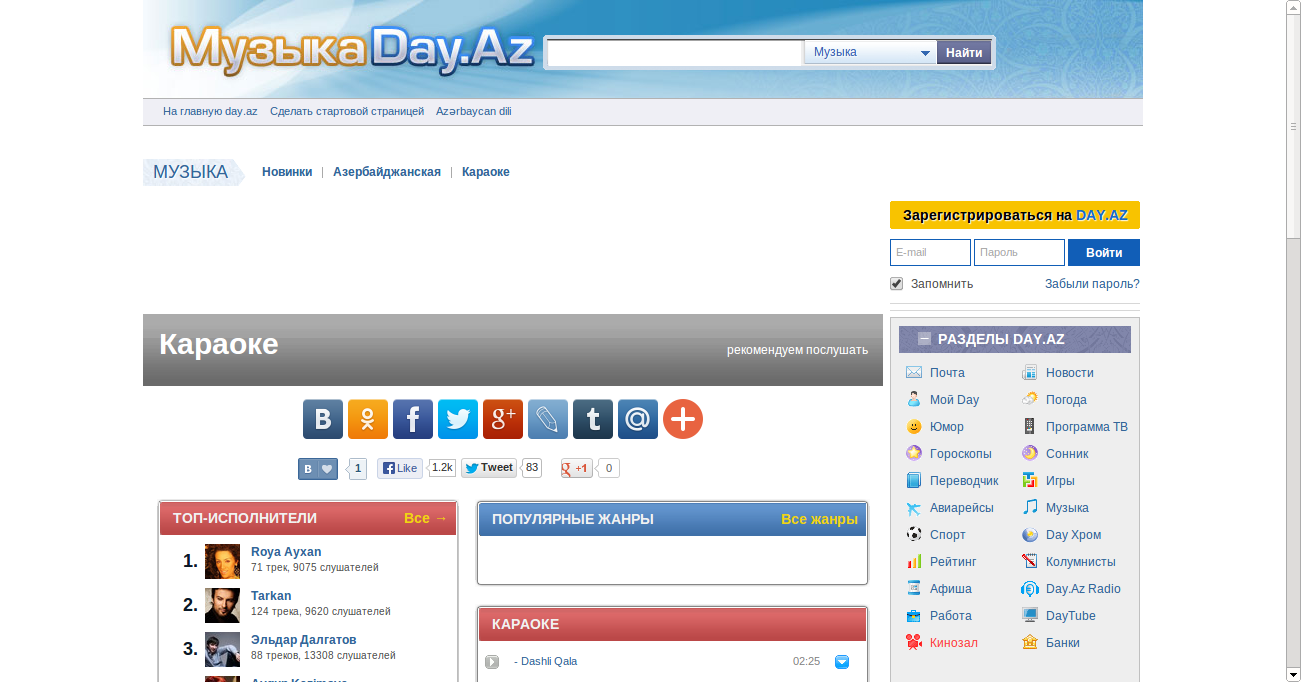 МузыкаDay.Az
Музыка
Найти
На главную day.az
Сделать стартовой страницей
Azərbaycan dili
МУЗЫКА
Новинки | Азербайджанская | Караоке
Зарегистрироваться на DAY.AZ
E-mail
Пароль
Войти
Запомнить
Забыли пароль?
Караоке
рекомендуем послушать
B
f
g+
t
@
B
1
Like
1.2k
Tweet
83
g +1
0
ТОП-ИСПОЛНИТЕЛИ
Все →
1.
Roya Ayxan
71 трек, 9075 слушателей
2.
Tarkan
124 трека, 9620 слушателей
3.
Эльдар Далгатов
88 треков, 13308 слушателей
ПОПУЛЯРНЫЕ ЖАНРЫ
Все жанры
КАРАОКЕ
- Dashli Qala
02:25
РАЗДЕЛЫ DAY.AZ
Почта
Новости
Мой Day
Погода
Юмор
Программа ТВ
Гороскопы
Сонник
Переводчик
Игры
Авиарейсы
Музыка
Спорт
Day Хром
Рейтинг
Колумнисты
Афиша
Day.Az Radio
Работа
DayTube
Кинозал
Банки